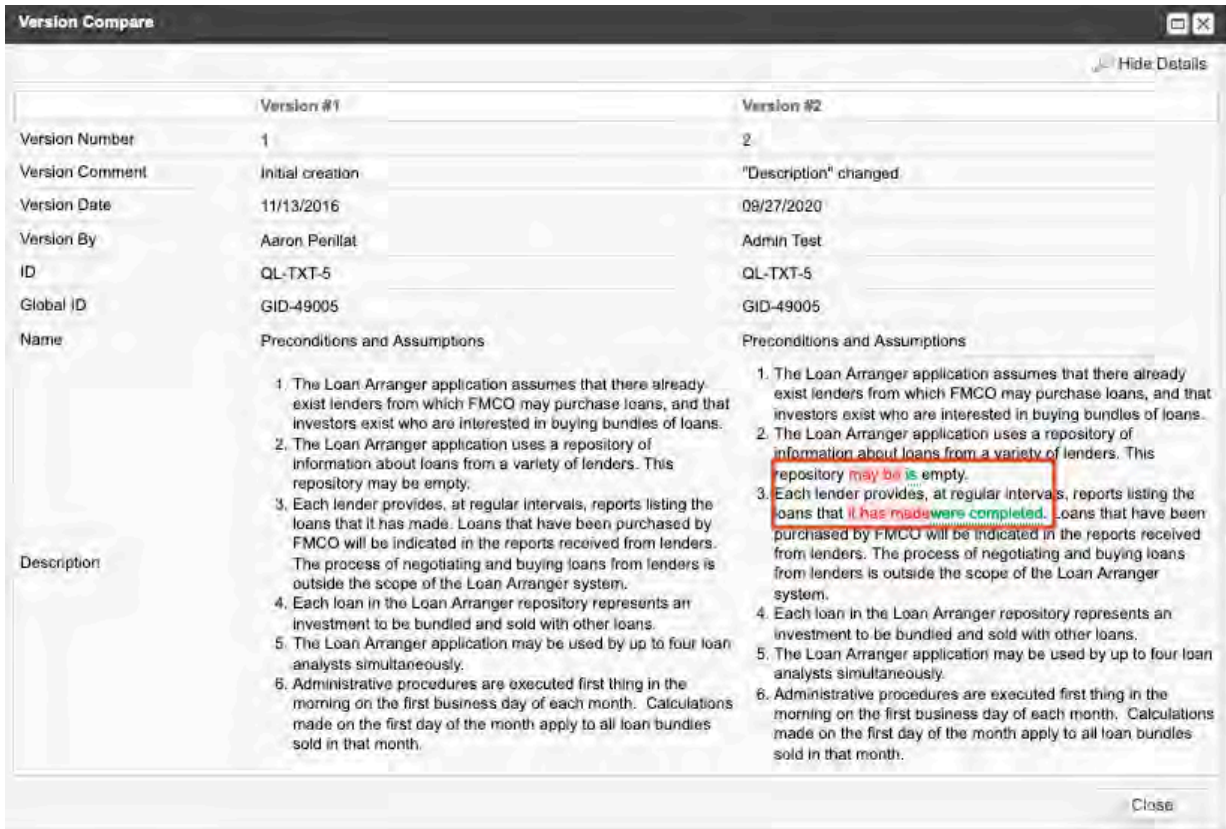 Version Compare
Hide Details
Version #1 Version #2
Version Number 1 2
Version Comment Initial creation "Description" changed
Version Date 11/13/2016 09/27/2020
Version By Aaron Perillat Admin Test
ID QL-TXT-5 QL-TXT-5
Global ID GID-49005 GID-49005
Name Preconditions and Assumptions Preconditions and Assumptions
Description
1. The Loan Arranger application assumes that there already
exist lenders from which FMCO may purchase loans, and that
investors exist who are interested in buying bundles of loans.
2. The Loan Arranger application uses a repository of
information about loans from a variety of lenders. This
repository may be empty.
3. Each lender provides, at regular intervals, reports listing the
loans that it has made. Loans that have been purchased by
FMCO will be indicated in the reports received from lenders.
The process of negotiating and buying loans from lenders is
outside the scope of the Loan Arranger system.
4. Each loan in the Loan Arranger repository represents an
investment to be bundled and sold with other loans.
5. The Loan Arranger application may be used by up to four loan
analysts simultaneously.
6. Administrative procedures are executed first thing in the
morning on the first business day of each month. Calculations
made on the first day of the month apply to all loan bundles
sold in that month.
1. The Loan Arranger application assumes that there already
exist lenders from which FMCO may purchase loans, and that
investors exist who are interested in buying bundles of loans.
2. The Loan Arranger application uses a repository of
information about loans from a variety of lenders. This
repository may be is empty.
3. Each lender provides, at regular intervals, reports listing the
loans that it has madewere completed. Loans that have been
purchased by FMCO will be indicated in the reports received
from lenders. The process of negotiating and buying loans
from lenders is outside the scope of the Loan Arranger
system.
4. Each loan in the Loan Arranger repository represents an
investment to be bundled and sold with other loans.
5. The Loan Arranger application may be used by up to four loan
analysts simultaneously.
6. Administrative procedures are executed first thing in the
morning on the first business day of each month. Calculations
made on the first day of the month apply to all loan bundles
sold in that month.
Close